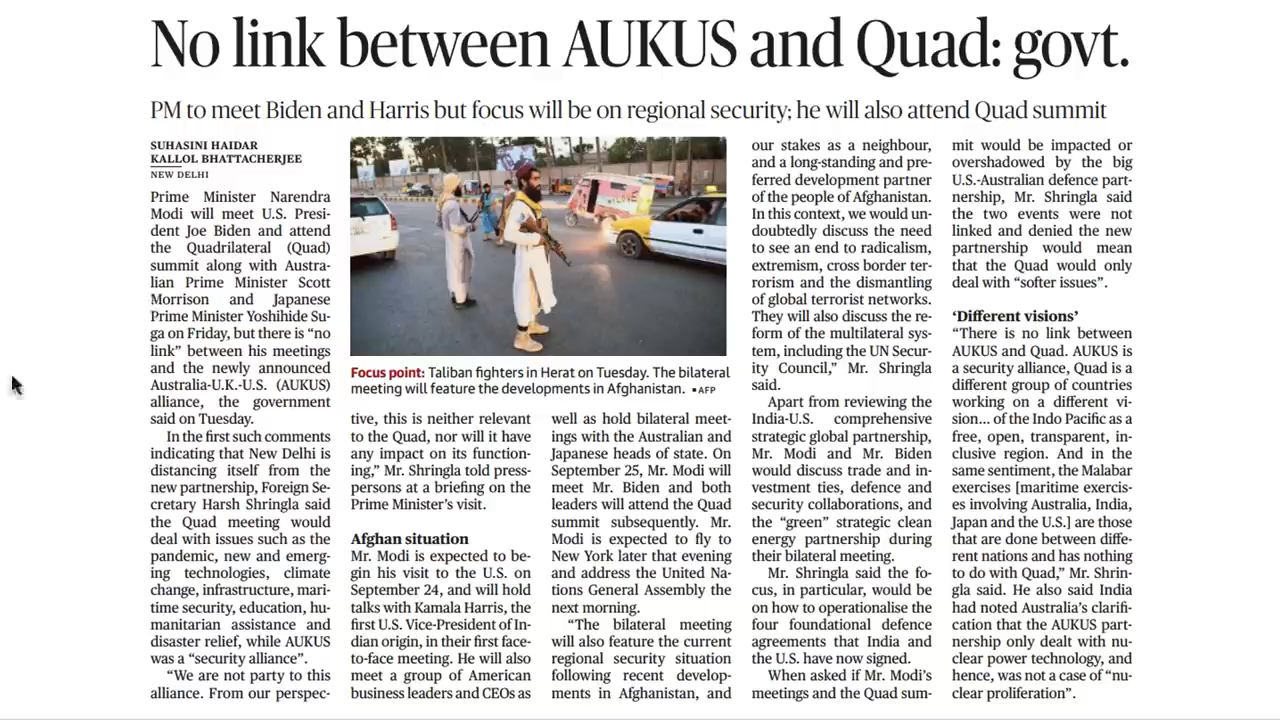 No link between AUKUS and Quad: govt.
PM to meet Biden and Harris but focus will be on regional security; he will also attend Quad summit
SUHASINI HAIDAR
KALLOL BHATTACHERJEE
NEW DELHI
Prime Minister Narendra
Modi will meet U.S. Presi-
dent Joe Biden and attend
the Quadrilateral (Quad)
summit along with Austra-
lian Prime Minister Scott
Morrison and Japanese
Prime Minister Yoshihide Su-
ga on Friday, but there is “no
link” between his meetings
and the newly announced
Australia-U.K.-U.S. (AUKUS)
alliance, the government
said on Tuesday.
In the first such comments
indicating that New Delhi is
distancing itself from the
new partnership, Foreign Se-
cretary Harsh Shringla said
the Quad meeting would
deal with issues such as the
pandemic, new and emerg-
ing technologies, climate
change, infrastructure, mari-
time security, education, hu-
manitarian assistance and
disaster relief, while AUKUS
was a “security alliance”.
“We are not party to this
alliance. From our perspec-
Focus point: Taliban fighters in Herat on Tuesday. The bilateral
meeting will feature the developments in Afghanistan. ▪AFP
tive, this is neither relevant
to the Quad, nor will it have
any impact on its function-
ing,” Mr. Shringla told press-
persons at a briefing on the
Prime Minister’s visit.
Afghan situation
Mr. Modi is expected to be-
gin his visit to the U.S. on
September 24, and will hold
talks with Kamala Harris, the
first U.S. Vice-President of In-
dian origin, in their first face-
to-face meeting. He will also
meet a group of American
business leaders and CEOs as
well as hold bilateral meet-
ings with the Australian and
Japanese heads of state. On
September 25, Mr. Modi will
meet Mr. Biden and both
leaders will attend the Quad
summit subsequently. Mr.
Modi is expected to fly to
New York later that evening
and address the United Na-
tions General Assembly the
next morning.
“The bilateral meeting
will also feature the current
regional security situation
following recent develop-
ments in Afghanistan, and
our stakes as a neighbour,
and a long-standing and pre-
ferred development partner
of the people of Afghanistan.
In this context, we would un-
doubtedly discuss the need
to see an end to radicalism,
extremism, cross border ter-
rorism and the dismantling
of global terrorist networks.
They will also discuss the re-
form of the multilateral sys-
tem, including the UN Secur-
ity Council,” Mr. Shringla
said.
Apart from reviewing the
India-U.S. comprehensive
strategic global partnership,
Mr. Modi and Mr. Biden
would discuss trade and in-
vestment ties, defence and
security collaborations, and
the “green” strategic clean
energy partnership during
their bilateral meeting.
Mr. Shringla said the fo-
cus, in particular, would be
on how to operationalise the
four foundational defence
agreements that India and
the U.S. have now signed.
When asked if Mr. Modi’s
meetings and the Quad sum-
mit would be impacted or
overshadowed by the big
U.S.-Australian defence part-
nership, Mr. Shringla said
the two events were not
linked and denied the new
partnership would mean
that the Quad would only
deal with “softer issues”.
‘Different visions’
“There is no link between
AUKUS and Quad. AUKUS is
a security alliance, Quad is a
different group of countries
working on a different vi-
sion... of the Indo Pacific as a
free, open, transparent, in-
clusive region. And in the
same sentiment, the Malabar
exercises [maritime exercis-
es involving Australia, India,
Japan and the U.S.] are those
that are done between diffe-
rent nations and has nothing
to do with Quad,” Mr. Shrin-
gla said. He also said India
had noted Australia’s clarifi-
cation that the AUKUS part-
nership only dealt with nu-
clear power technology, and
hence, was not a case of “nu-
clear proliferation”.